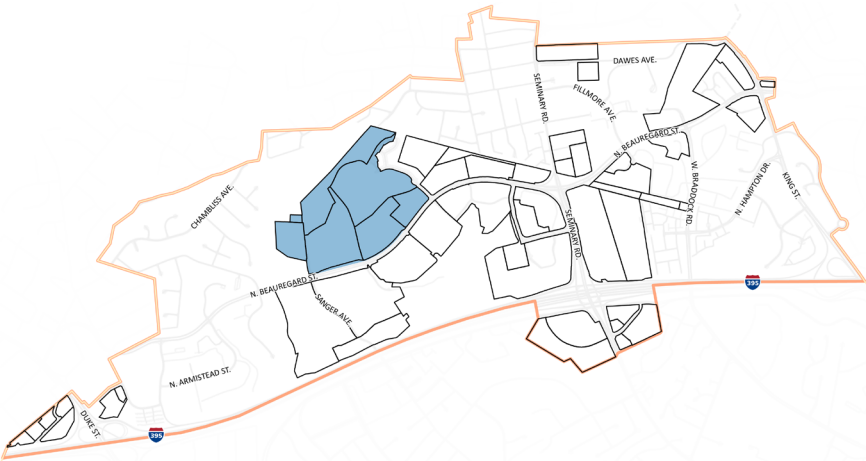 DAWES AVE.
SEMINARY RD.
FILLMORE AVE.
N. BEAUREGARD ST.
W. BRADDOCK RD.
N. HAMPTON DR.
KING ST.
CHAMBLISS AVE.
SEMINARY RD.
N. BEAUREGARD ST.
SANGER AVE.
395
N. ARMISTEAD ST.
DUKE ST.
395